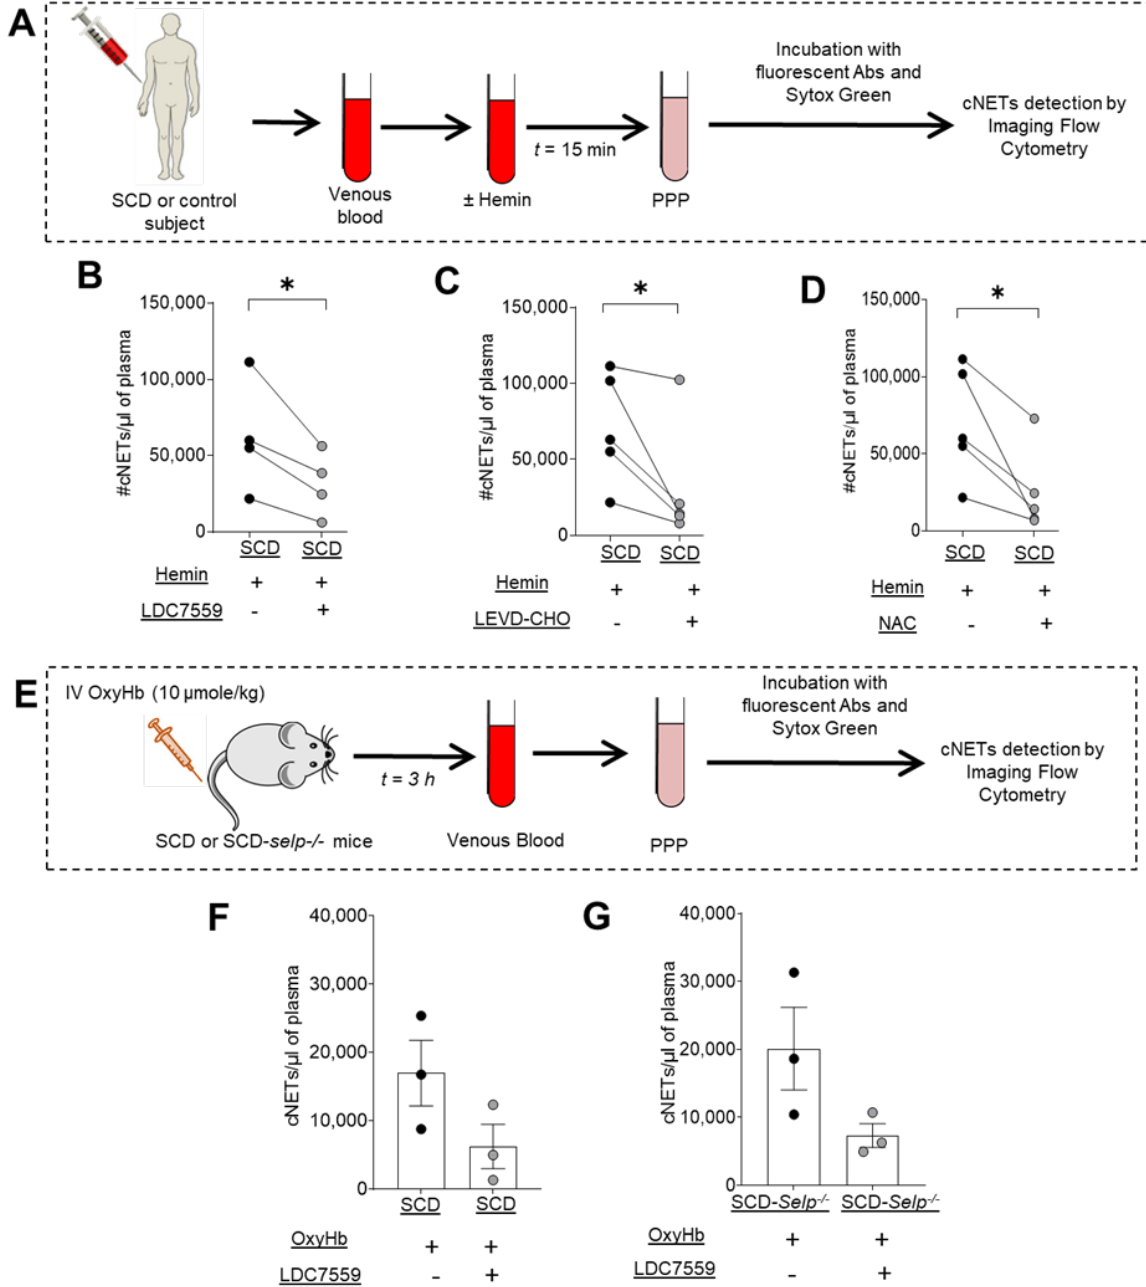 A
SCD or control
subject
Venous
blood
± Hemin
t = 15 min
PPP
Incubation with
fluorescent Abs and
Sytox Green
cNETs detection by
Imaging Flow
Cytometry
B
#cNETs/µl of plasma
150,000
100,000
50,000
0
*
SCD SCD
Hemin + +
LDC7559 - +
C
#cNETs/µl of plasma
150,000
100,000
50,000
0
*
SCD SCD
Hemin + +
LEVD-CHO - +
D
#cNETs/µl of plasma
150,000
100,000
50,000
0
*
SCD SCD
Hemin + +
NAC - +
E
IV OxyHb (10 µmole/kg)
SCD or SCD-selp-/- mice
t = 3 h
Venous Blood
PPP
Incubation with
fluorescent Abs and
Sytox Green
cNETs detection by
Imaging Flow
Cytometry
F
cNETs/µl of plasma
40,000
30,000
20,000
10,000
0
SCD SCD
OxyHb + +
LDC7559 - +
G
cNETs/µl of plasma
40,000
30,000
20,000
10,000
0
SCD-Selp-/- SCD-Selp-/-
OxyHb + +
LDC7559 - +